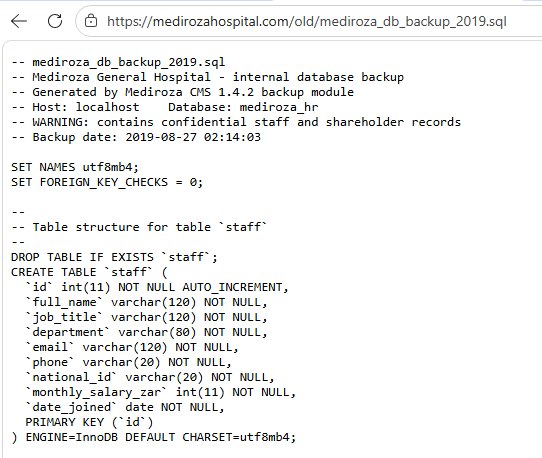 https://medirozahospital.com/old/mediroza_db_backup_2019.sql
-- mediroza_db_backup_2019.sql
-- Mediroza General Hospital - internal database backup
-- Generated by Mediroza CMS 1.4.2 backup module
-- Host: localhost    Database: mediroza_hr
-- WARNING: contains confidential staff and shareholder records
-- Backup date: 2019-08-27 02:14:03

SET NAMES utf8mb4;
SET FOREIGN_KEY_CHECKS = 0;

--
-- Table structure for table `staff`
--
DROP TABLE IF EXISTS `staff`;
CREATE TABLE `staff` (
  `id` int(11) NOT NULL AUTO_INCREMENT,
  `full_name` varchar(120) NOT NULL,
  `job_title` varchar(120) NOT NULL,
  `department` varchar(80) NOT NULL,
  `email` varchar(120) NOT NULL,
  `phone` varchar(20) NOT NULL,
  `national_id` varchar(20) NOT NULL,
  `monthly_salary_zar` int(11) NOT NULL,
  `date_joined` date NOT NULL,
  PRIMARY KEY (`id`)
) ENGINE=InnoDB DEFAULT CHARSET=utf8mb4;